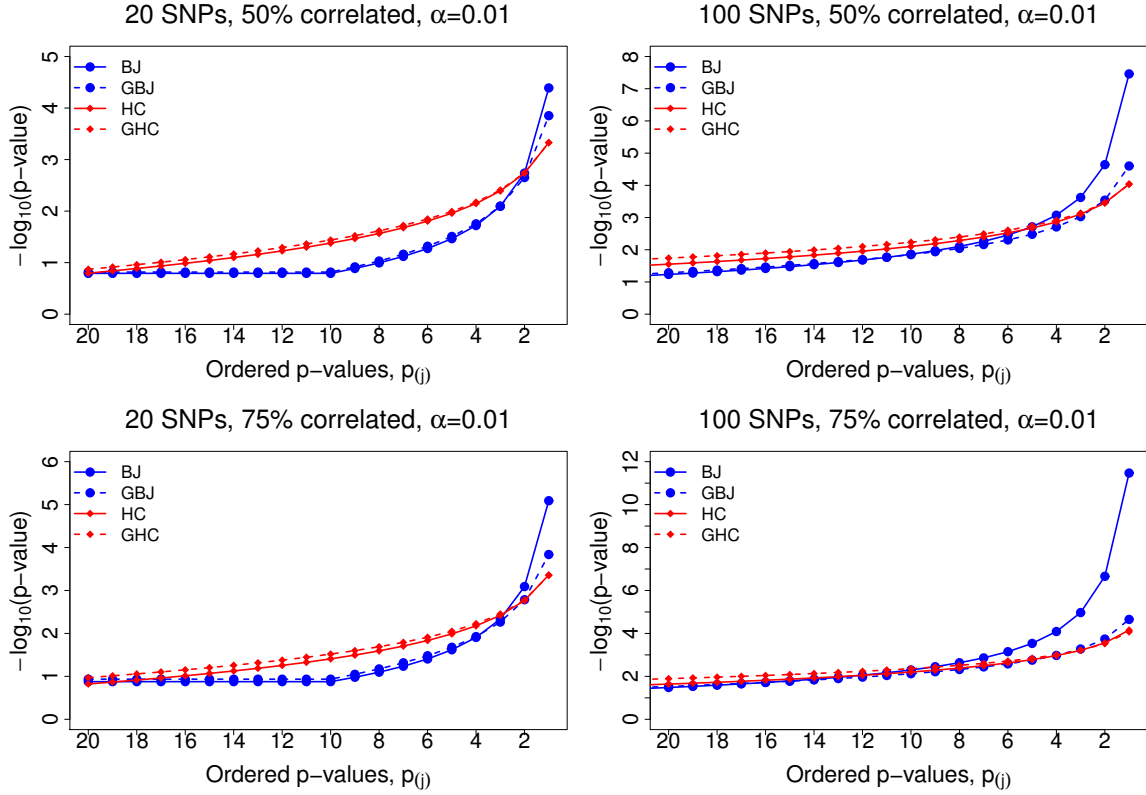 20 SNPs, 50% correlated, α=0.01
−log10(p−value)
0 1 2 3 4 5
BJ
GBJ
HC
GHC
20 18 16 14 12 10 8 6 4 2
Ordered p−values, p(j)
100 SNPs, 50% correlated, α=0.01
−log10(p−value)
0 1 2 3 4 5 6 7 8
BJ
GBJ
HC
GHC
20 18 16 14 12 10 8 6 4 2
Ordered p−values, p(j)
20 SNPs, 75% correlated, α=0.01
−log10(p−value)
0 1 2 3 4 5 6
BJ
GBJ
HC
GHC
20 18 16 14 12 10 8 6 4 2
Ordered p−values, p(j)
100 SNPs, 75% correlated, α=0.01
−log10(p−value)
0 2 4 6 8 10 12
BJ
GBJ
HC
GHC
20 18 16 14 12 10 8 6 4 2
Ordered p−values, p(j)